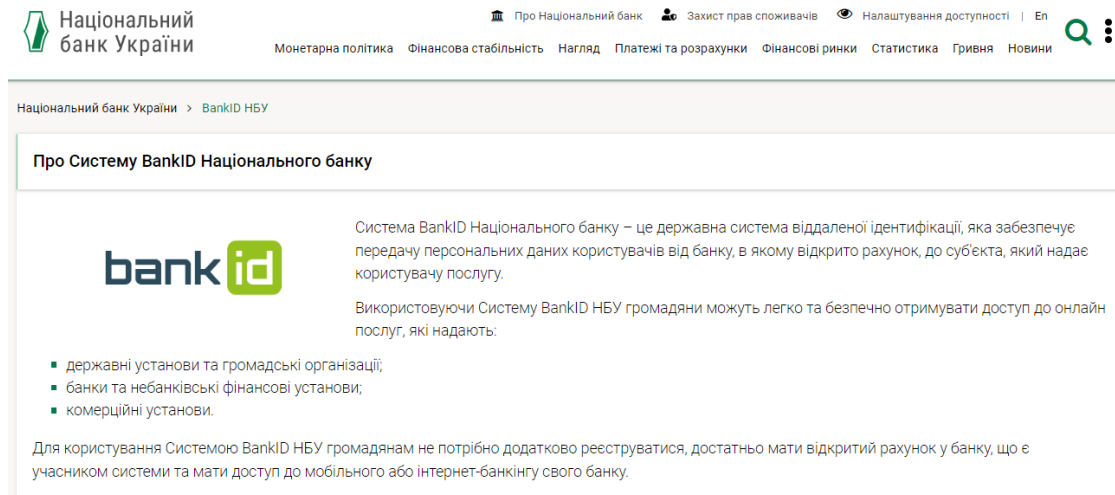 Національний
банк України
Про Національний банк Захист прав споживачів Налаштування доступності | En
Монетарна політика Фінансова стабільність Нагляд Платежі та розрахунки Фінансові ринки Статистика Гривня Новини
Національний банк України > BankID НБУ
Про Систему BankID Національного банку
bank id
Система BankID Національного банку – це державна система віддаленої ідентифікації, яка забезпечує
передачу персональних даних користувачів від банку, в якому відкрито рахунок, до суб'єкта, який надає
користувачу послугу.
Використовуючи Систему BankID НБУ громадяни можуть легко та безпечно отримувати доступ до онлайн
послуг, які надають:
▪ державні установи та громадські організації;
▪ банки та небанківські фінансові установи;
▪ комерційні установи.
Для користування Системою BankID НБУ громадянам не потрібно додатково реєструватися, достатньо мати відкритий рахунок у банку, що є
учасником системи та мати доступ до мобільного або інтернет-банкінгу свого банку.